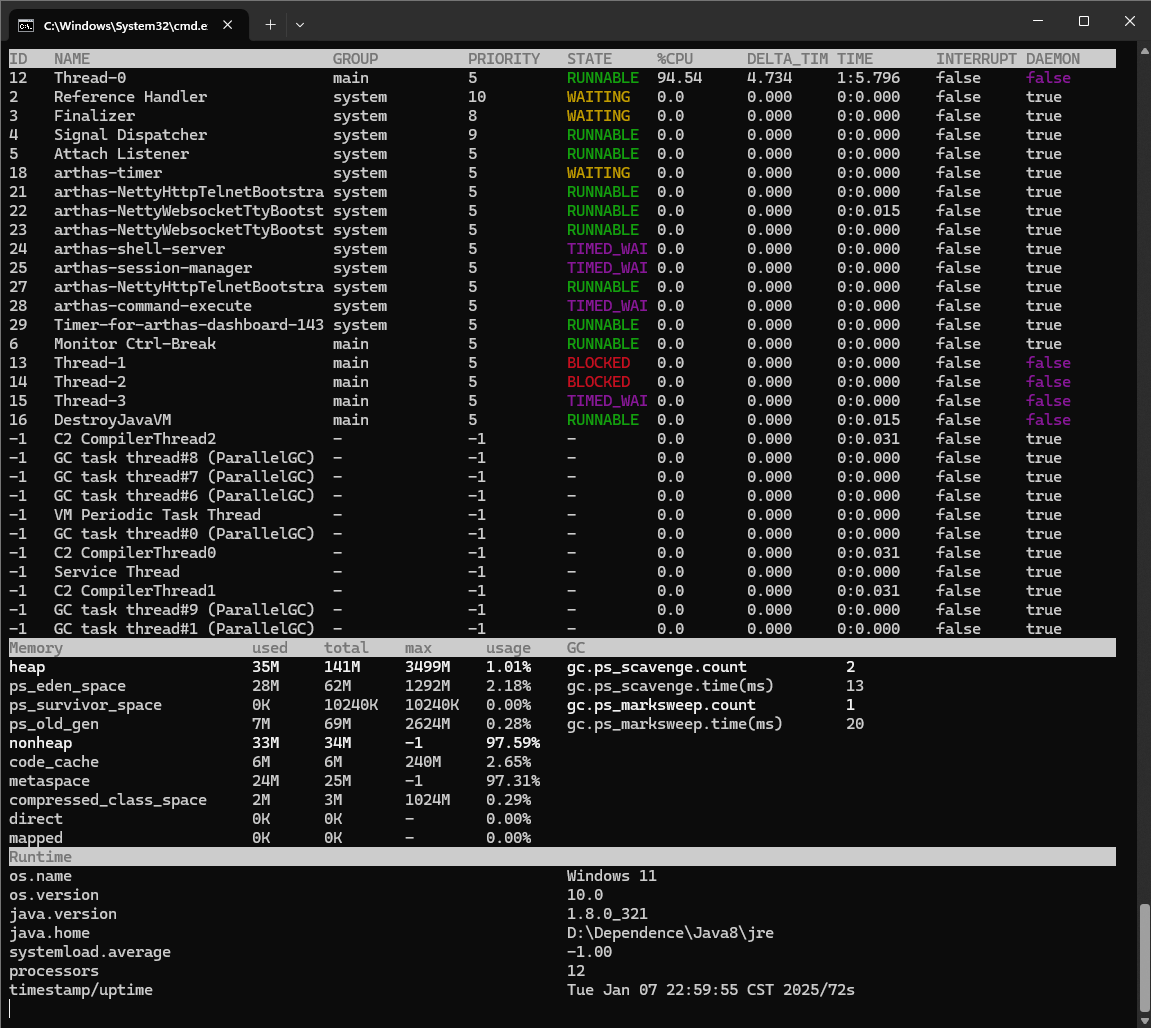 C:\Windows\System32\cmd.e
ID NAME GROUP PRIORITY STATE %CPU DELTA_TIM TIME INTERRUPT DAEMON
12 Thread-0 main 5 RUNNABLE 94.54 4.734 1:5.796 false false
2 Reference Handler system 10 WAITING 0.0 0.000 0:0.000 false true
3 Finalizer system 8 WAITING 0.0 0.000 0:0.000 false true
4 Signal Dispatcher system 9 RUNNABLE 0.0 0.000 0:0.000 false true
5 Attach Listener system 5 RUNNABLE 0.0 0.000 0:0.000 false true
18 arthas-timer system 5 WAITING 0.0 0.000 0:0.000 false true
21 arthas-NettyHttpTelnetBootstra system 5 RUNNABLE 0.0 0.000 0:0.000 false true
22 arthas-NettyWebsocketTtyBootst system 5 RUNNABLE 0.0 0.000 0:0.015 false true
23 arthas-NettyWebsocketTtyBootst system 5 RUNNABLE 0.0 0.000 0:0.000 false true
24 arthas-shell-server system 5 TIMED_WAI 0.0 0.000 0:0.000 false true
25 arthas-session-manager system 5 TIMED_WAI 0.0 0.000 0:0.000 false true
27 arthas-NettyHttpTelnetBootstra system 5 RUNNABLE 0.0 0.000 0:0.000 false true
28 arthas-command-execute system 5 TIMED_WAI 0.0 0.000 0:0.000 false true
29 Timer-for-arthas-dashboard-143 system 5 RUNNABLE 0.0 0.000 0:0.000 false true
6 Monitor Ctrl-Break main 5 RUNNABLE 0.0 0.000 0:0.000 false true
13 Thread-1 main 5 BLOCKED 0.0 0.000 0:0.000 false false
14 Thread-2 main 5 BLOCKED 0.0 0.000 0:0.000 false false
15 Thread-3 main 5 TIMED_WAI 0.0 0.000 0:0.000 false false
16 DestroyJavaVM main 5 RUNNABLE 0.0 0.000 0:0.015 false false
-1 C2 CompilerThread2 - -1 - 0.0 0.000 0:0.031 false true
-1 GC task thread#8 (ParallelGC) - -1 - 0.0 0.000 0:0.000 false true
-1 GC task thread#7 (ParallelGC) - -1 - 0.0 0.000 0:0.000 false true
-1 GC task thread#6 (ParallelGC) - -1 - 0.0 0.000 0:0.000 false true
-1 VM Periodic Task Thread - -1 - 0.0 0.000 0:0.000 false true
-1 GC task thread#0 (ParallelGC) - -1 - 0.0 0.000 0:0.000 false true
-1 C2 CompilerThread0 - -1 - 0.0 0.000 0:0.031 false true
-1 Service Thread - -1 - 0.0 0.000 0:0.000 false true
-1 C2 CompilerThread1 - -1 - 0.0 0.000 0:0.031 false true
-1 GC task thread#9 (ParallelGC) - -1 - 0.0 0.000 0:0.000 false true
-1 GC task thread#1 (ParallelGC) - -1 - 0.0 0.000 0:0.000 false true
Memory used total max usage GC
heap 35M 141M 3499M 1.01% gc.ps_scavenge.count 2
ps_eden_space 28M 62M 1292M 2.18% gc.ps_scavenge.time(ms) 13
ps_survivor_space 0K 10240K 10240K 0.00% gc.ps_marksweep.count 1
ps_old_gen 7M 69M 2624M 0.28% gc.ps_marksweep.time(ms) 20
nonheap 33M 34M -1 97.59%
code_cache 6M 6M 240M 2.65%
metaspace 24M 25M -1 97.31%
compressed_class_space 2M 3M 1024M 0.29%
direct 0K 0K - 0.00%
mapped 0K 0K - 0.00%
Runtime
os.name Windows 11
os.version 10.0
java.version 1.8.0_321
java.home D:\Dependence\Java8\jre
systemload.average -1.00
processors 12
timestamp/uptime Tue Jan 07 22:59:55 CST 2025/72s